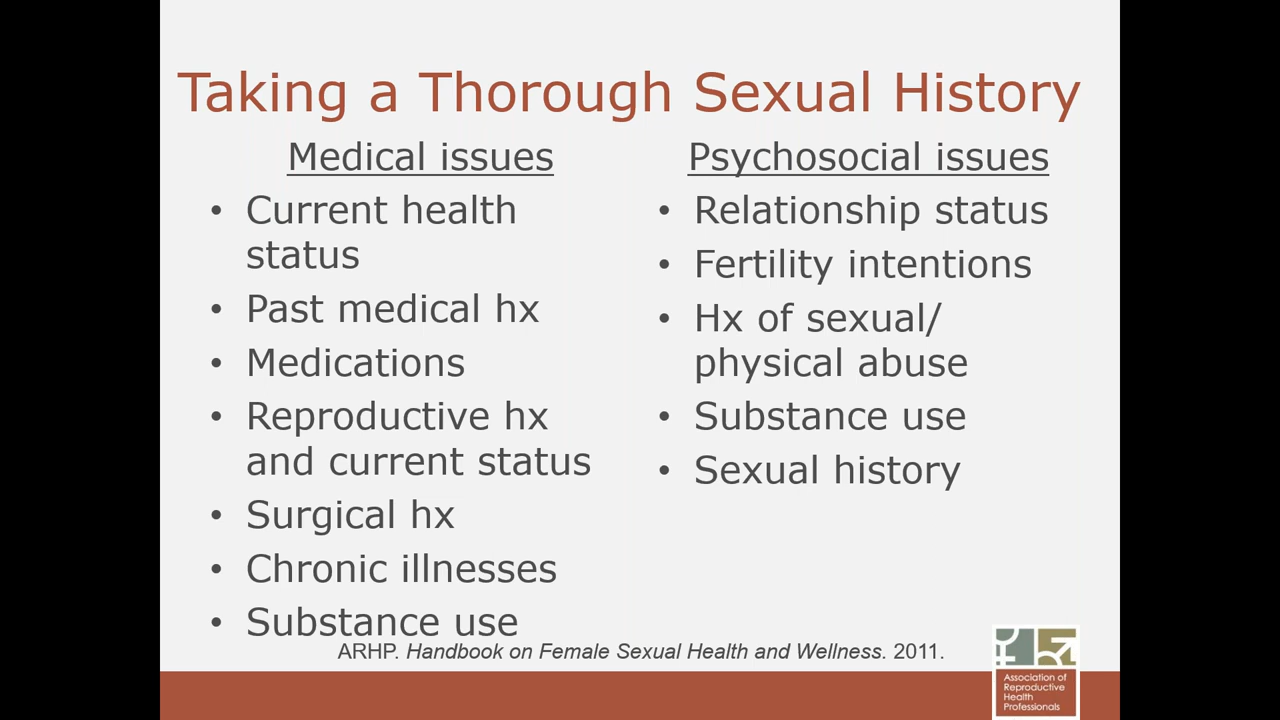 Taking a Thorough Sexual History
Medical issues
• Current health
status
• Past medical hx
• Medications
• Reproductive hx
and current status
• Surgical hx
• Chronic illnesses
• Substance use
Psychosocial issues
• Relationship status
• Fertility intentions
• Hx of sexual/
physical abuse
• Substance use
• Sexual history
ARHP. Handbook on Female Sexual Health and Wellness. 2011.
Association of
Reproductive
Health
Professionals